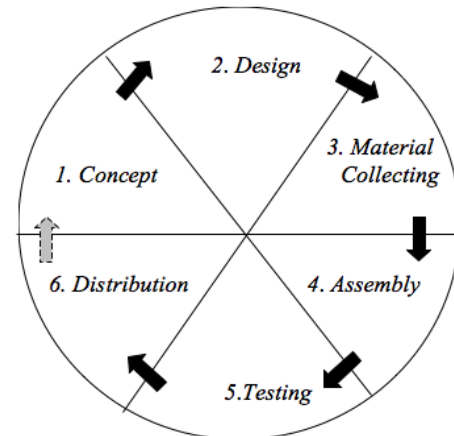 1. Concept
2. Design
3. Material
Collecting
4. Assembly
5.Testing
6. Distribution